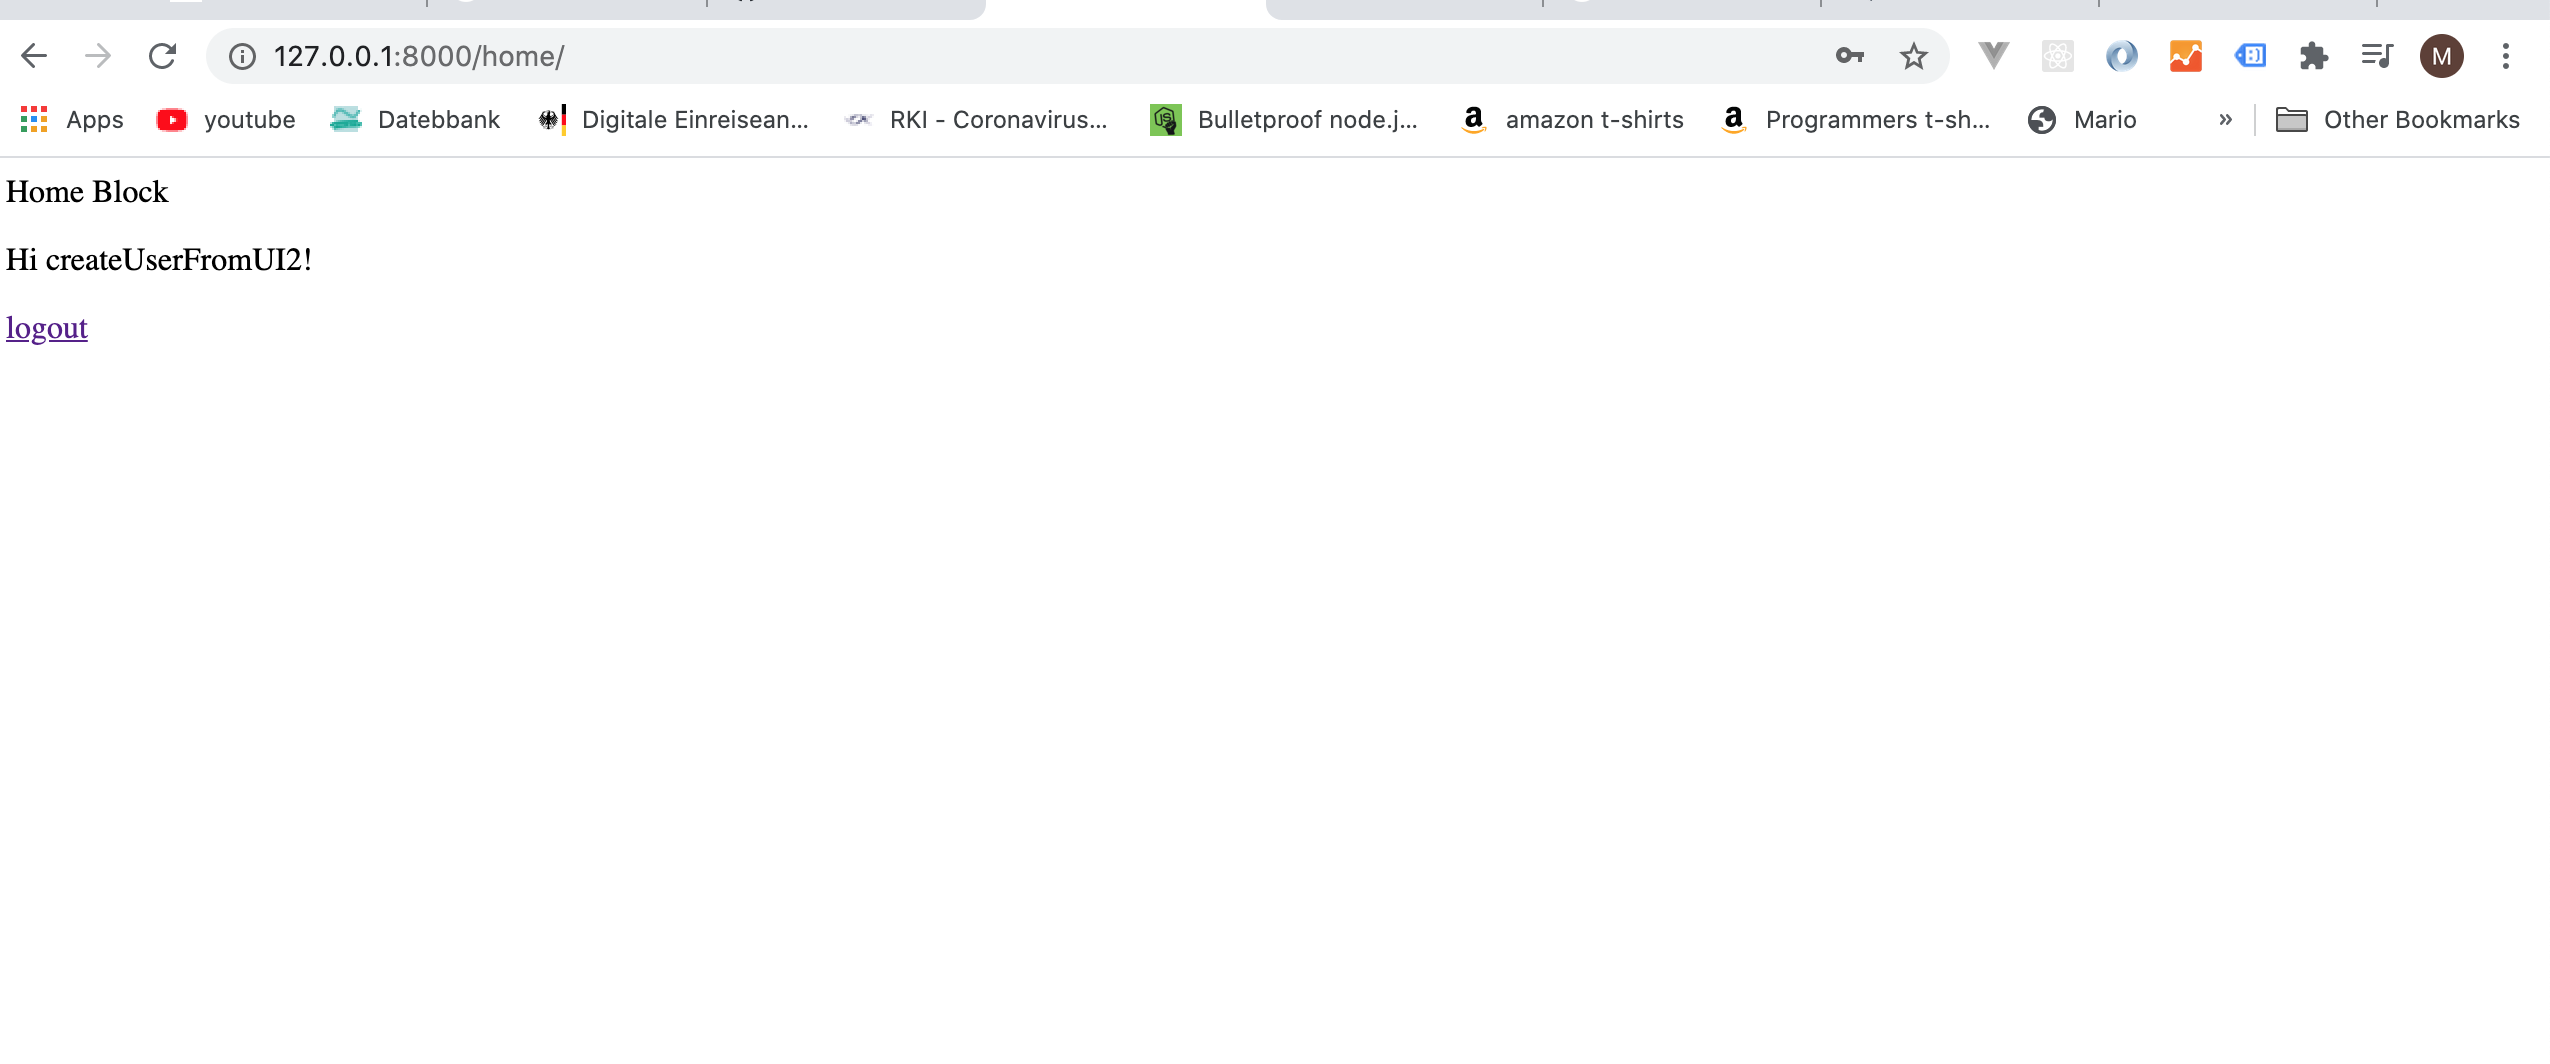 127.0.0.1:8000/home/
M
Apps youtube Datebbank Digitale Einreisean... RKI - Coronavirus... Bulletproof node.j... amazon t-shirts Programmers t-sh... Mario » Other Bookmarks
Home Block
Hi createUserFromUI2!
logout